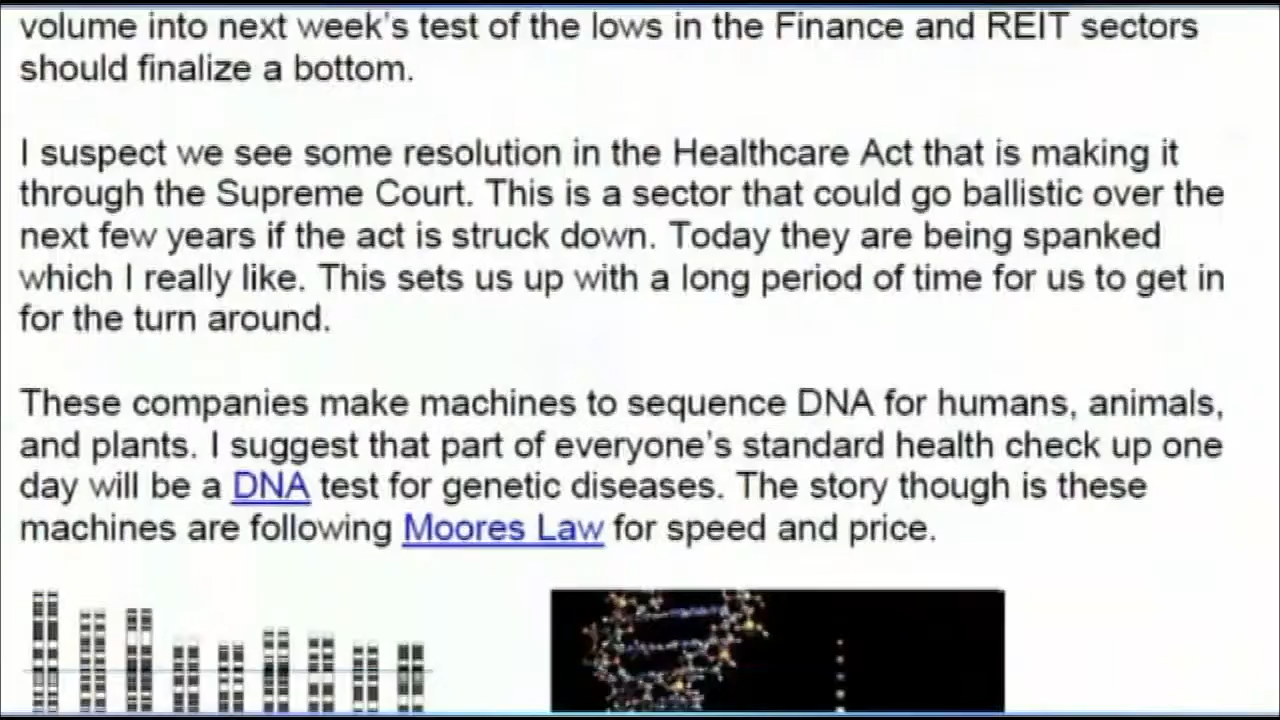 volume into next week's test of the lows in the Finance and REIT sectors
should finalize a bottom.
I suspect we see some resolution in the Healthcare Act that is making it
through the Supreme Court. This is a sector that could go ballistic over the
next few years if the act is struck down. Today they are being spanked
which I really like. This sets us up with a long period of time for us to get in
for the turn around.
These companies make machines to sequence DNA for humans, animals,
and plants. I suggest that part of everyone's standard health check up one
day will be a DNA test for genetic diseases. The story though is these
machines are following Moores Law for speed and price.